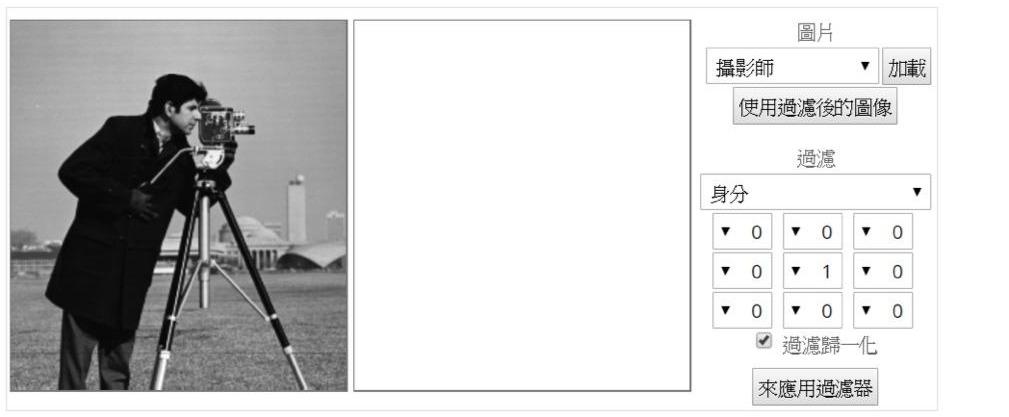 圖片
攝影師 ▼ 加載
使用過濾後的圖像
過濾
身分 ▼
▼ 0 ▼ 0 ▼ 0
▼ 0 ▼ 1 ▼ 0
▼ 0 ▼ 0 ▼ 0
過濾歸一化
來應用過濾器